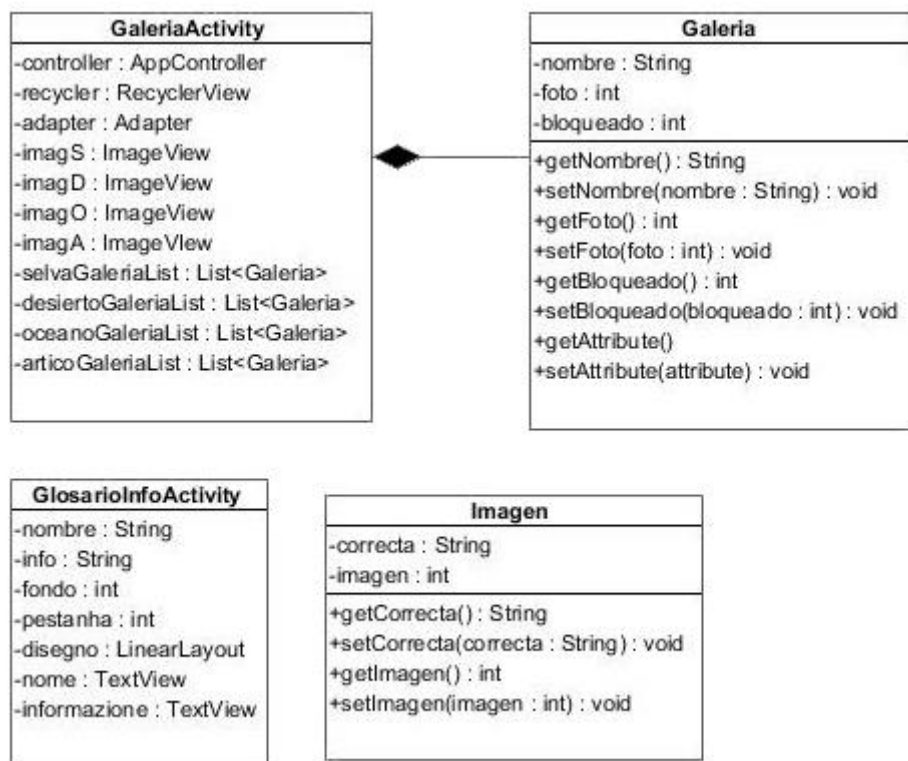 GaleriaActivity
-controller : AppController
-recycler : RecyclerView
-adapter : Adapter
-imagS : ImageView
-imagD : ImageView
-imagO : ImageView
-imagA : ImageVIew
-selvaGaleriaList : List<Galeria>
-desiertoGaleriaList : List<Galeria>
-oceanoGaleriaList : List<Galeria>
-articoGaleriaList : List<Galeria>
Galeria
-nombre : String
-foto : int
-bloqueado : int
+getNombre() : String
+setNombre(nombre : String) : void
+getFoto() : int
+setFoto(foto : int) : void
+getBloqueado() : int
+setBloqueado(bloqueado : int) : void
+getAttribute()
+setAttribute(attribute) : void
GlosarioInfoActivity
-nombre : String
-info : String
-fondo : int
-pestanha : int
-disegno : LinearLayout
-nome : TextView
-informazione : TextView
Imagen
-correcta : String
-imagen : int
+getCorrecta() : String
+setCorrecta(correcta : String) : void
+getImagen() : int
+setImagen(imagen : int) : void